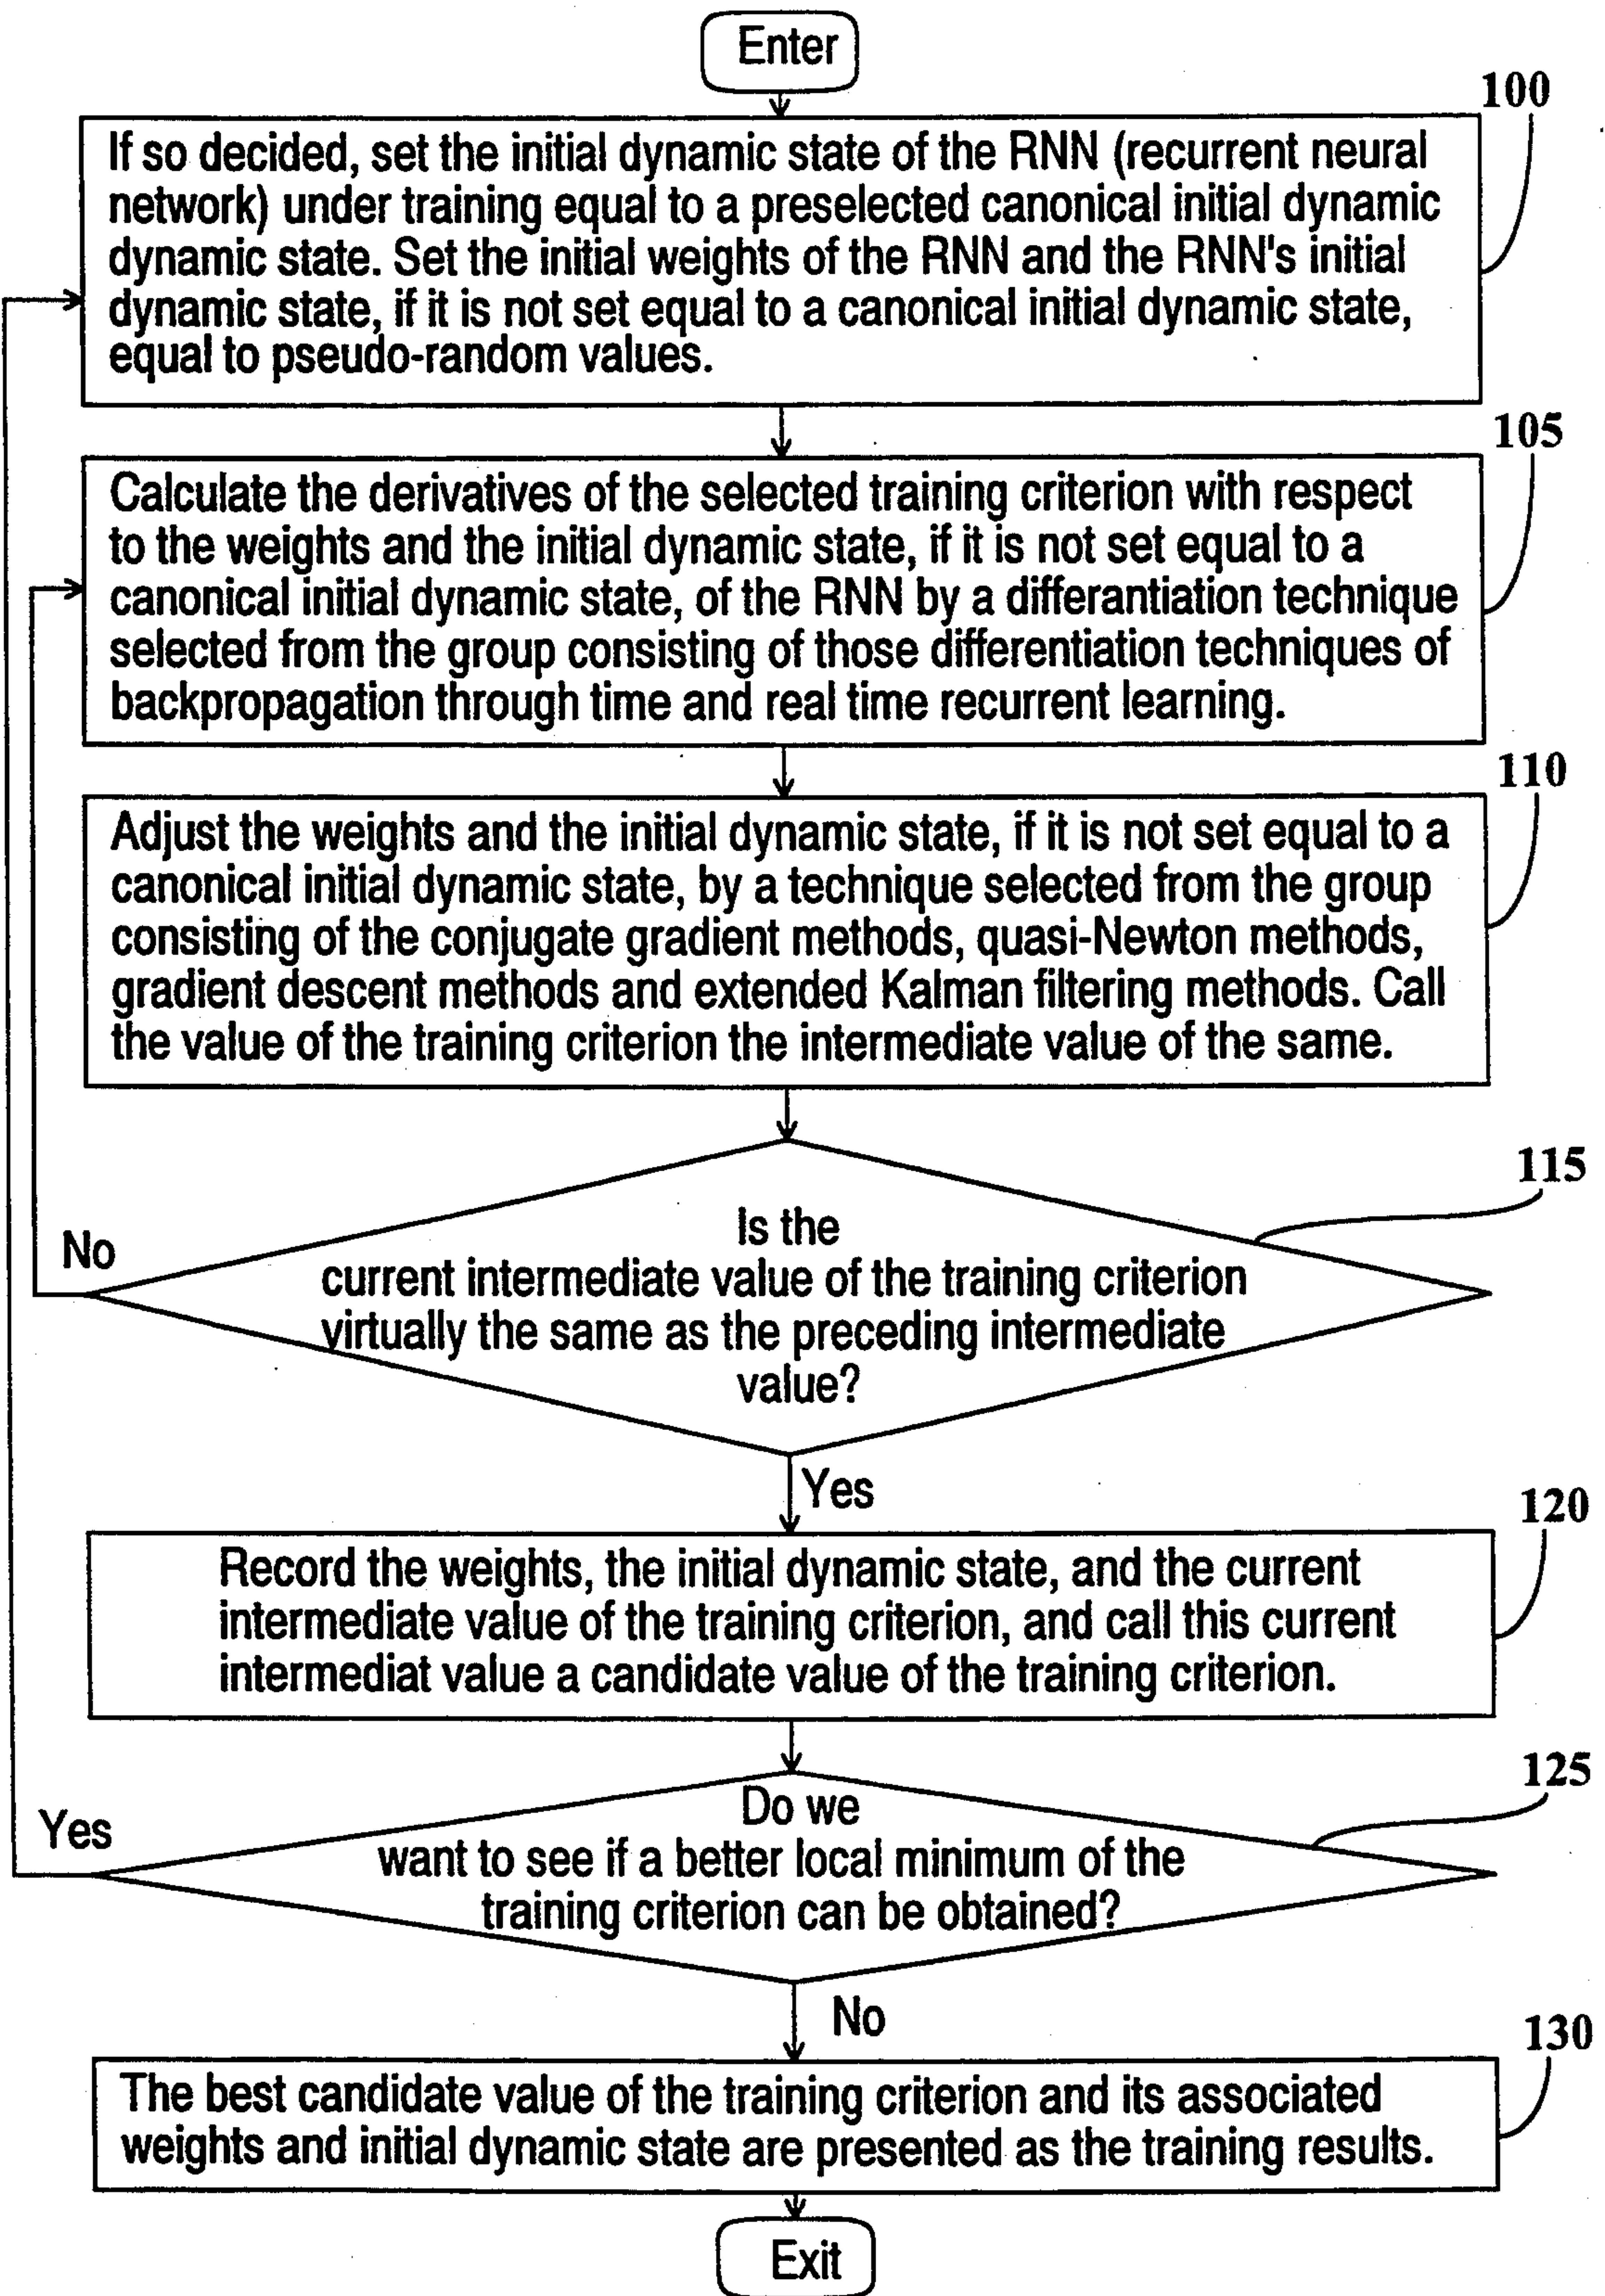 Enter
100
If so decided, set the initial dynamic state of the RNN (recurrent neural
network) under training equal to a preselected canonical initial dynamic
dynamic state. Set the initial weights of the RNN and the RNN's initial
dynamic state, if it is not set equal to a canonical initial dynamic state,
equal to pseudo-random values.
105
Calculate the derivatives of the selected training criterion with respect
to the weights and the initial dynamic state, if it is not set equal to a
canonical initial dynamic state, of the RNN by a differantiation technique
selected from the group consisting of those differentiation techniques of
backpropagation through time and real time recurrent learning.
110
Adjust the weights and the initial dynamic state, if it is not set equal to a
canonical initial dynamic state, by a technique selected from the group
consisting of the conjugate gradient methods, quasi-Newton methods,
gradient descent methods and extended Kalman filtering methods. Call
the value of the training criterion the intermediate value of the same.
115
Is the
current intermediate value of the training criterion
virtually the same as the preceding intermediate
value?
No
Yes
120
Record the weights, the initial dynamic state, and the current
intermediate value of the training criterion, and call this current
intermediat value a candidate value of the training criterion.
125
Do we
want to see if a better local minimum of the
training criterion can be obtained?
Yes
No
130
The best candidate value of the training criterion and its associated
weights and initial dynamic state are presented as the training results.
Exit